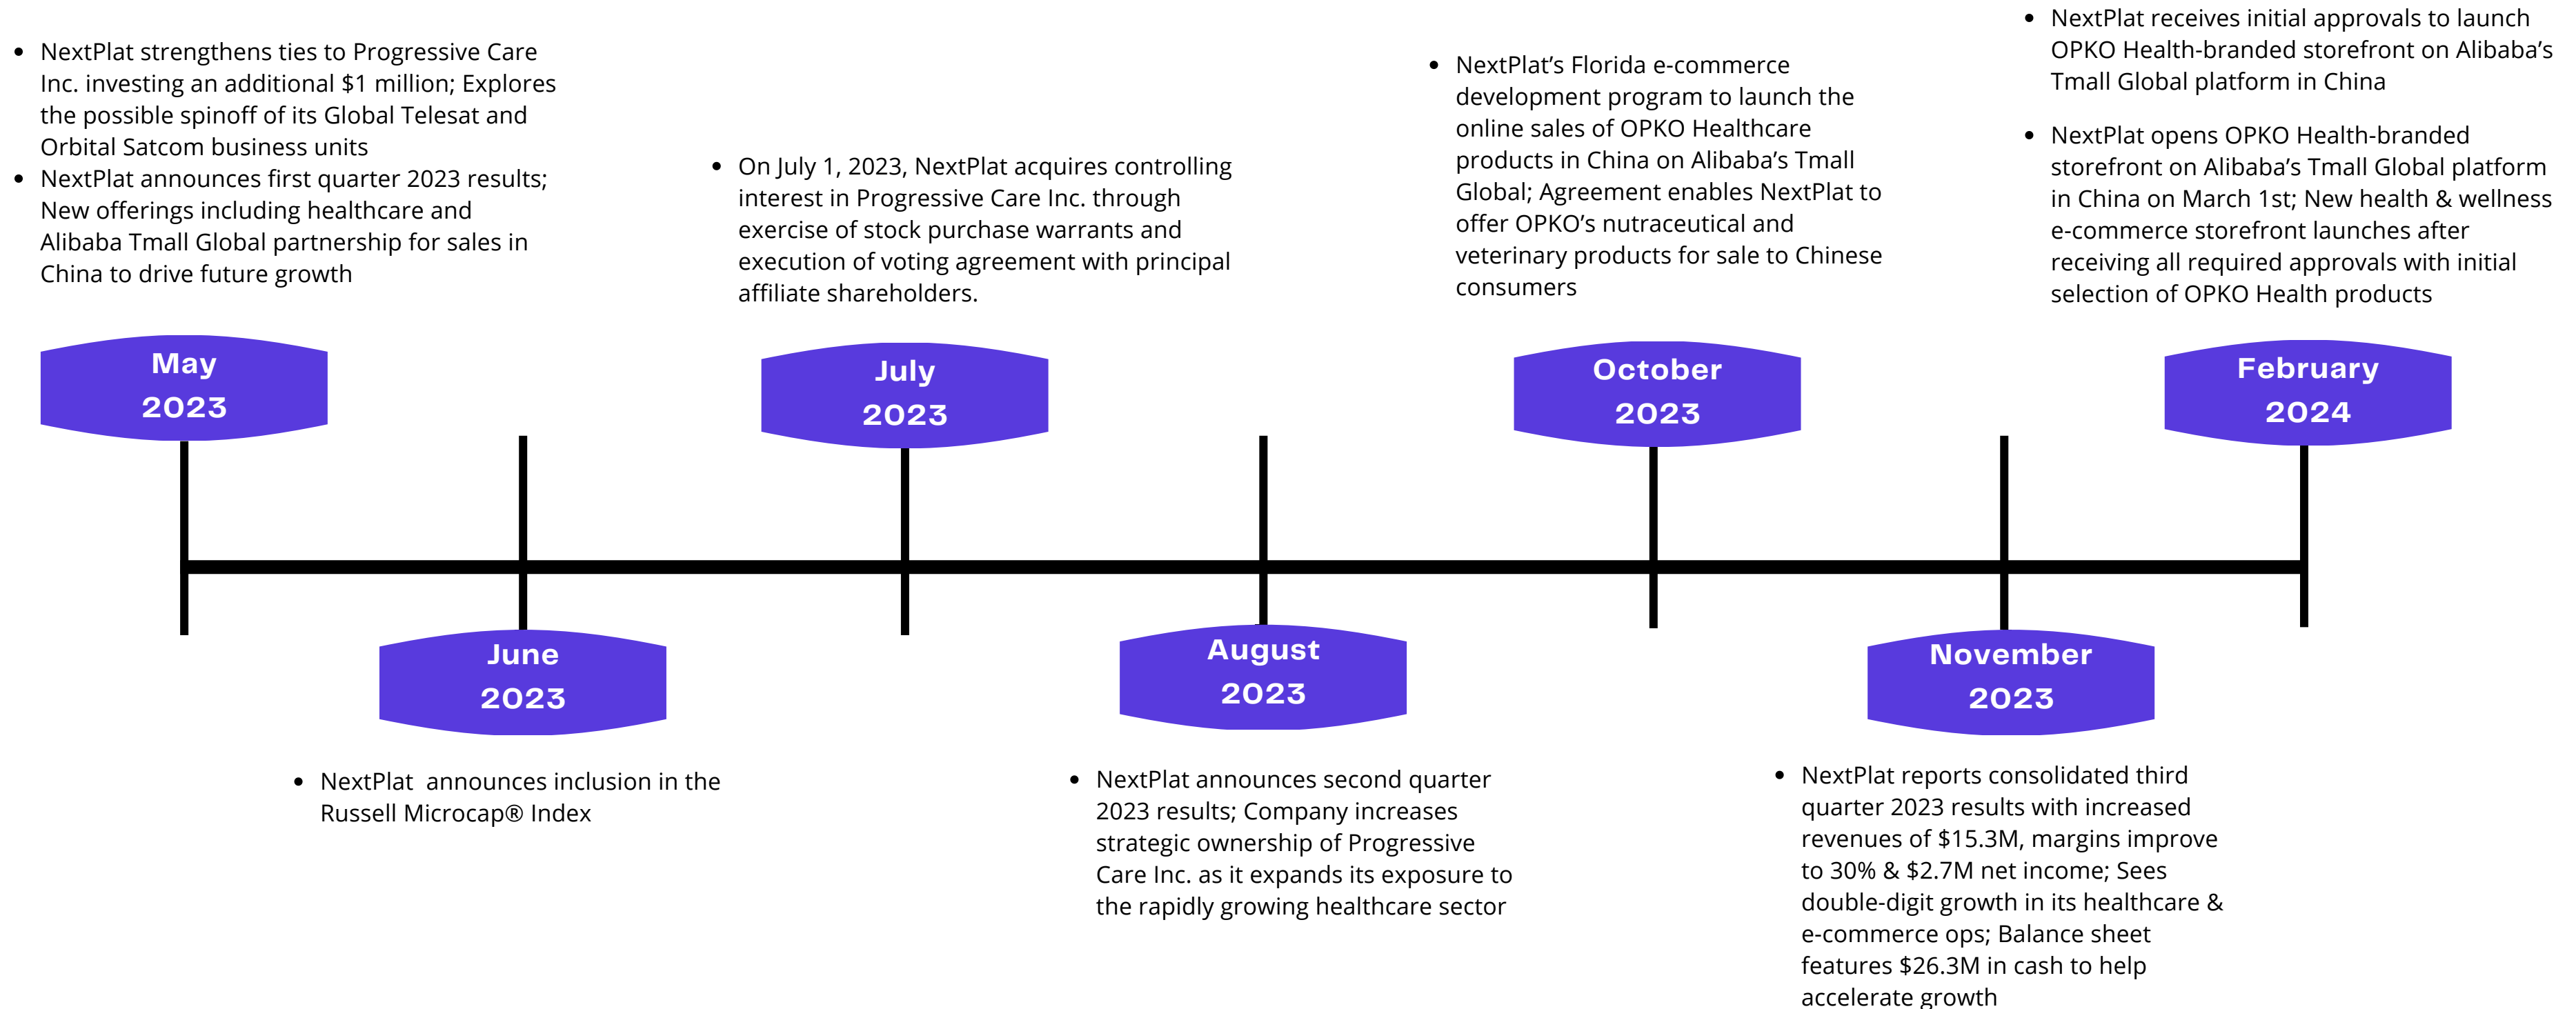 • NextPlat strengthens ties to Progressive Care
Inc. investing an additional $1 million; Explores
the possible spinoff of its Global Telesat and
Orbital Satcom business units
• NextPlat announces first quarter 2023 results;
New offerings including healthcare and
Alibaba Tmall Global partnership for sales in
China to drive future growth
May
2023
June
2023
• NextPlat  announces inclusion in the
Russell Microcap® Index
• On July 1, 2023, NextPlat acquires controlling
interest in Progressive Care Inc. through
exercise of stock purchase warrants and
execution of voting agreement with principal
affiliate shareholders.
July
2023
August
2023
• NextPlat announces second quarter
2023 results; Company increases
strategic ownership of Progressive
Care Inc. as it expands its exposure to
the rapidly growing healthcare sector
• NextPlat’s Florida e-commerce
development program to launch the
online sales of OPKO Healthcare
products in China on Alibaba’s Tmall
Global; Agreement enables NextPlat to
offer OPKO’s nutraceutical and
veterinary products for sale to Chinese
consumers
October
2023
November
2023
• NextPlat reports consolidated third
quarter 2023 results with increased
revenues of $15.3M, margins improve
to 30% & $2.7M net income; Sees
double-digit growth in its healthcare &
e-commerce ops; Balance sheet
features $26.3M in cash to help
accelerate growth
• NextPlat receives initial approvals to launch
OPKO Health-branded storefront on Alibaba’s
Tmall Global platform in China
• NextPlat opens OPKO Health-branded
storefront on Alibaba’s Tmall Global platform
in China on March 1st; New health & wellness
e-commerce storefront launches after
receiving all required approvals with initial
selection of OPKO Health products
February
2024